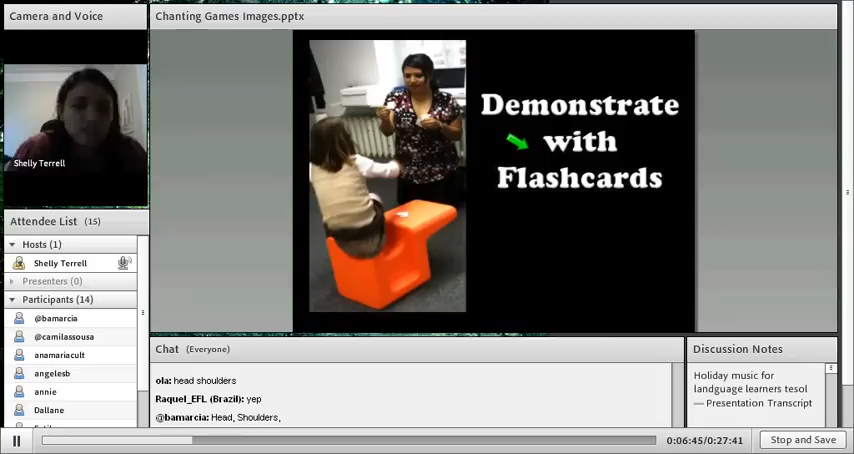 Camera and Voice
Chanting Games Images.pptx
Shelly Terrell
Demonstrate
with
Flashcards
Attendee List (15)
Hosts (1)
Shelly Terrell
Presenters (0)
Participants (14)
@bamarcia
@camilassousa
anamariacult
angelesb
annie
Dallane
Chat (Everyone)
ola: head shoulders
Raquel_EFL (Brazil): yep
@bamarcia: Head, Shoulders,
Discussion Notes
Holiday music for
landguage learners tesol
— Presentation Transcript
0:06:45/0:27:41
Stop and Save